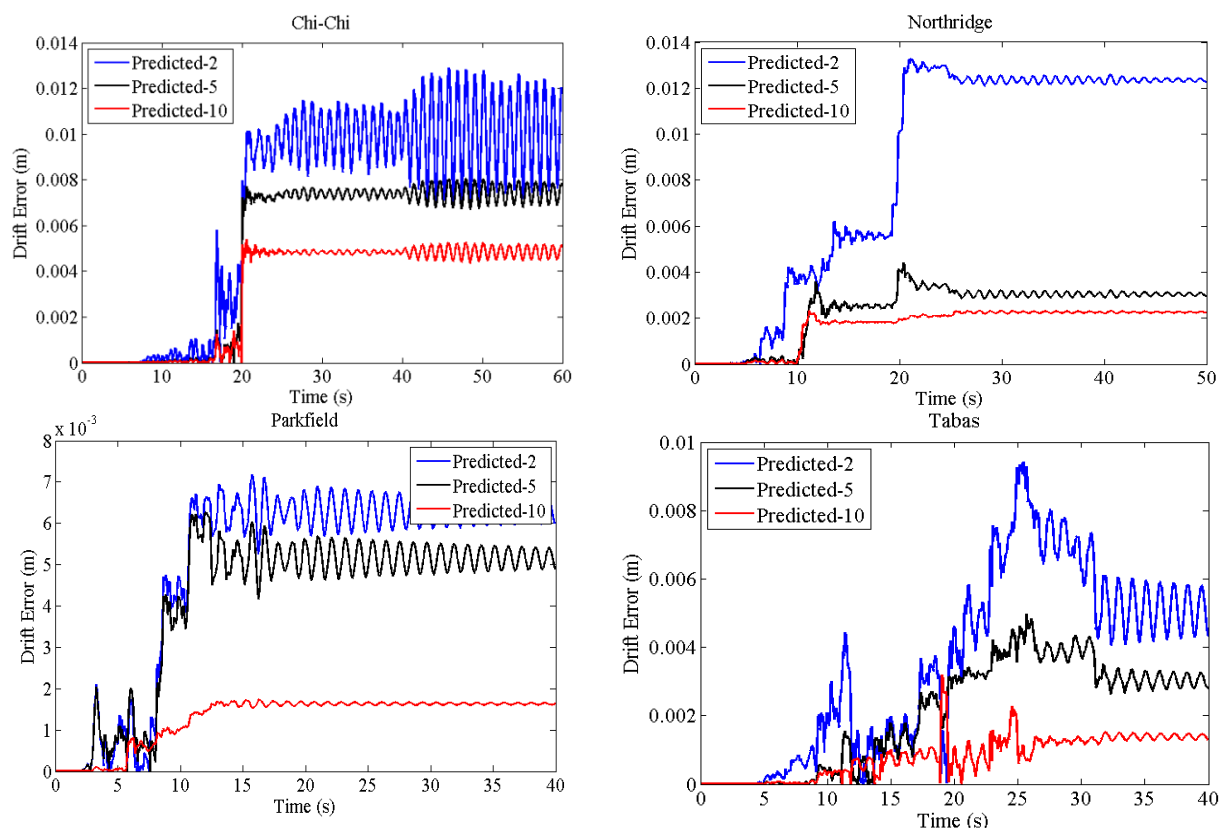 Chi-Chi
0.014
0.012
0.010
0.008
0.006
0.004
0.002
0
Drift Error (m)
Predicted-2
Predicted-5
Predicted-10
0 10 20 30 40 50 60
Time (s)
Northridge
0.014
0.012
0.010
0.008
0.006
0.004
0.002
0
Drift Error (m)
Predicted-2
Predicted-5
Predicted-10
0 10 20 30 40 50
Time (s)
Parkfield
x 10⁻³
8
7
6
5
4
3
2
1
0
Drift Error (m)
Predicted-2
Predicted-5
Predicted-10
0 5 10 15 20 25 30 35 40
Time (s)
Tabas
0.01
0.008
0.006
0.004
0.002
0
Drift Error (m)
Predicted-2
Predicted-5
Predicted-10
0 5 10 15 20 25 30 35 40
Time (s)